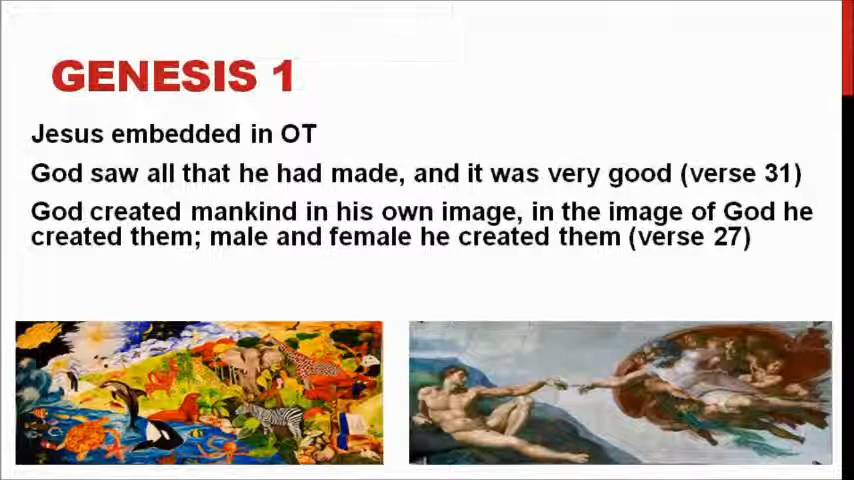 GENESIS 1
Jesus embedded in OT
God saw all that he had made, and it was very good (verse 31)
God created mankind in his own image, in the image of God he
created them; male and female he created them (verse 27)